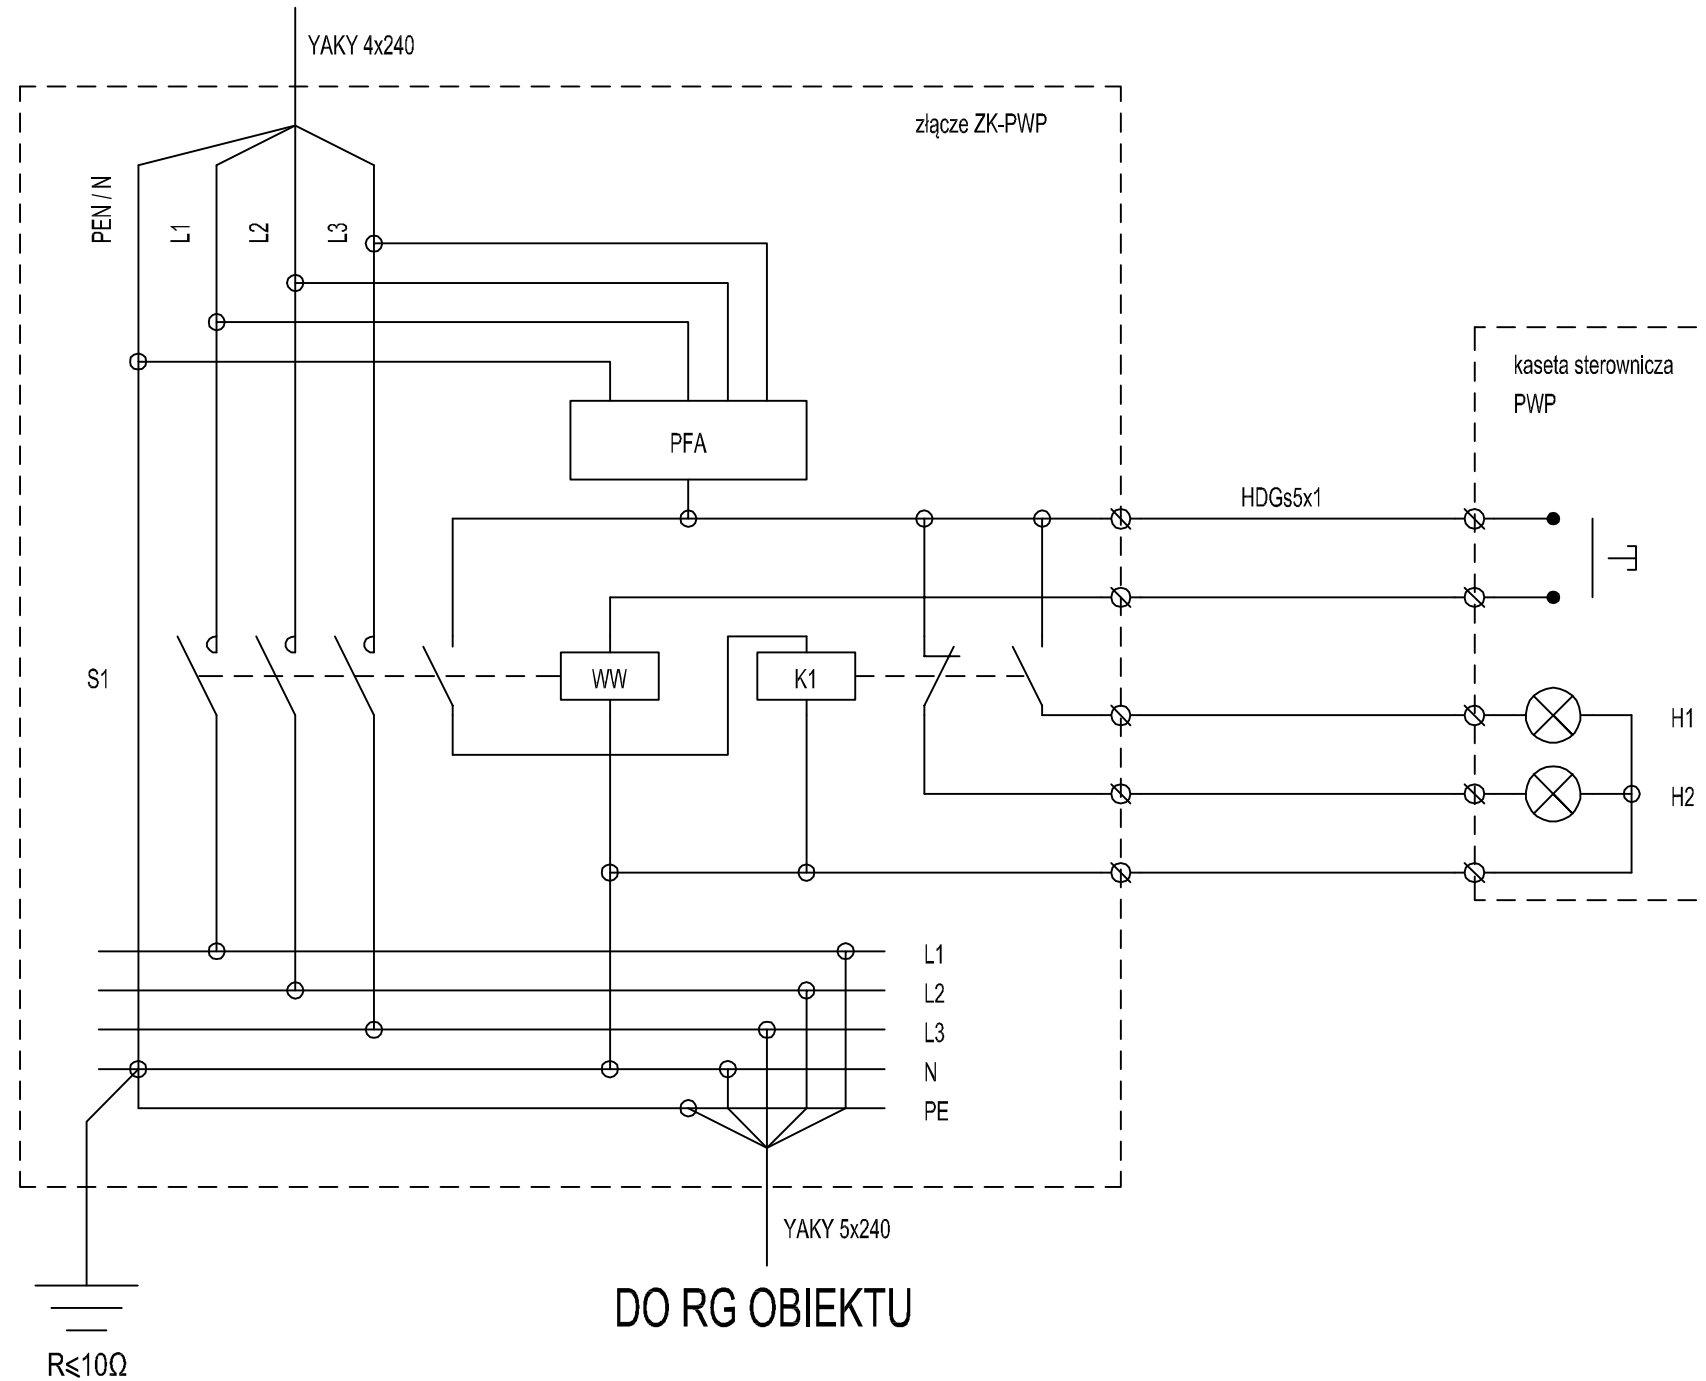 YAKY 4x240
złącze ZK-PWP
PEN / N
L1
L2
L3
kaseta sterownicza
PWP
PFA
HDGs5x1
S1
WW
K1
H1
H2
L1
L2
L3
N
PE
YAKY 5x240
DO RG OBIEKTU
R⩽10Ω